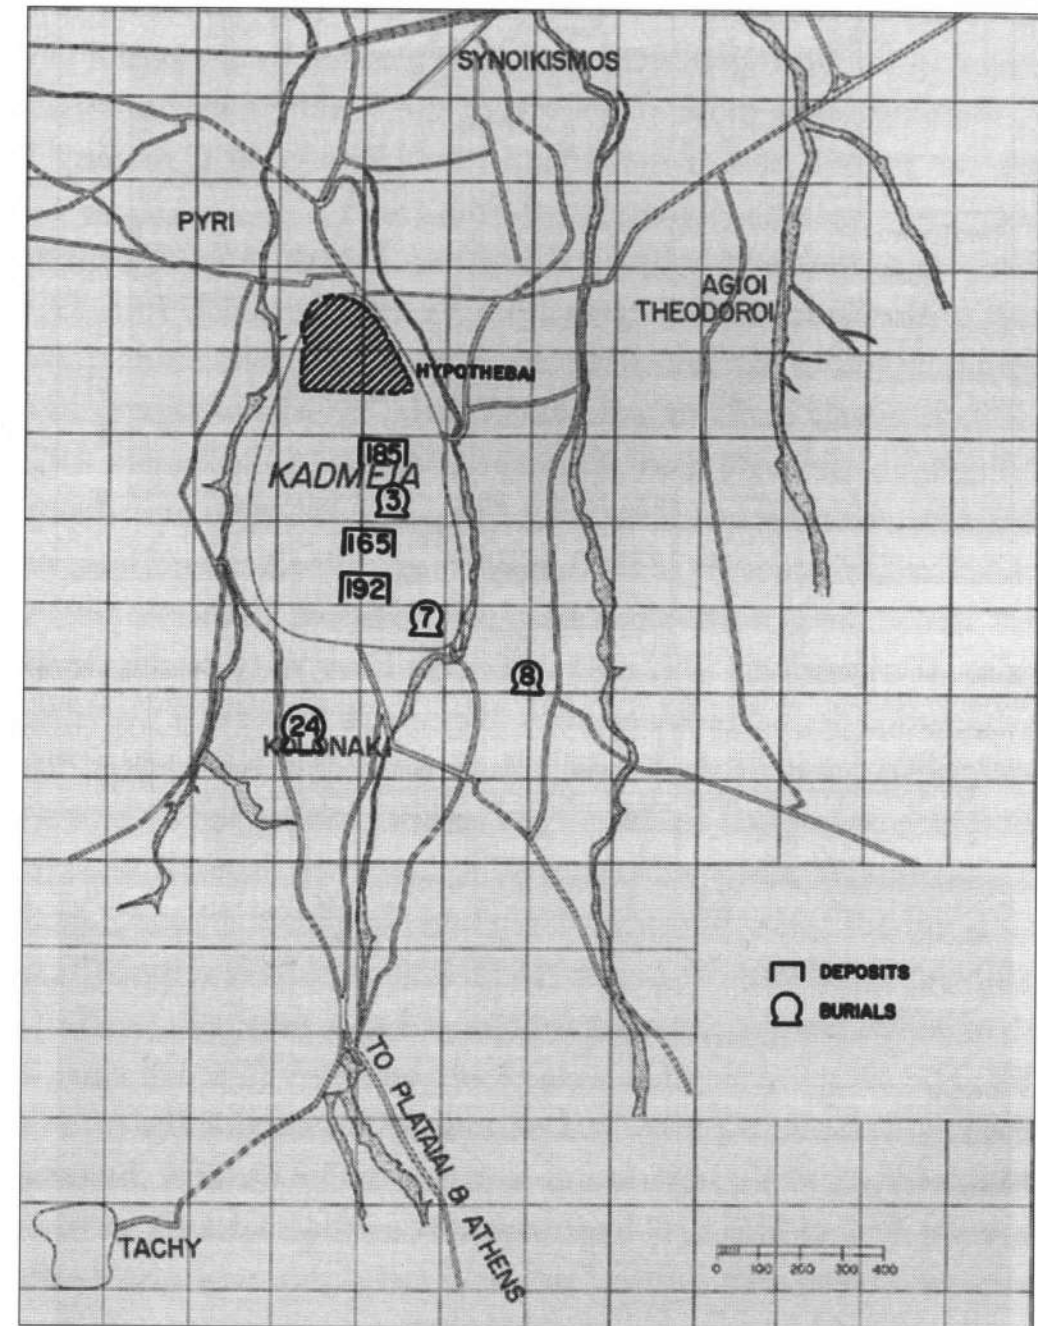 SYNOIKISMOS
PYRI
AGIOI
THEODOROI
HYPOTHEBAI
185
KADMEIA
3
165
192
7
8
24
KOLONAKI
DEPOSITS
BURIALS
TO PLATAIAI & ATHENS
TACHY
0 100 200 300 400